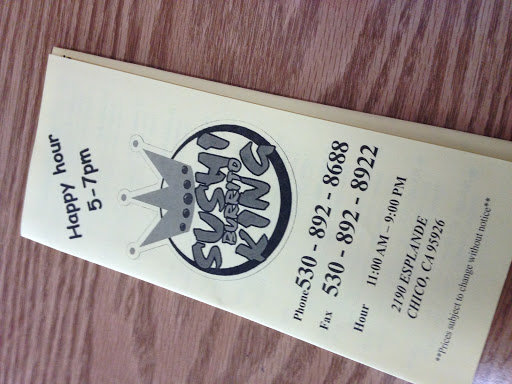 Happy hour
5-7pm
SUSHI
BURRITO
KING
Phone 530 - 892 - 8688
Fax 530 - 892 - 8922
Hour 11:00 AM – 9:00 PM
2190 ESPLANDE
CHICO, CA 95926
**Prices subject to change without notice**